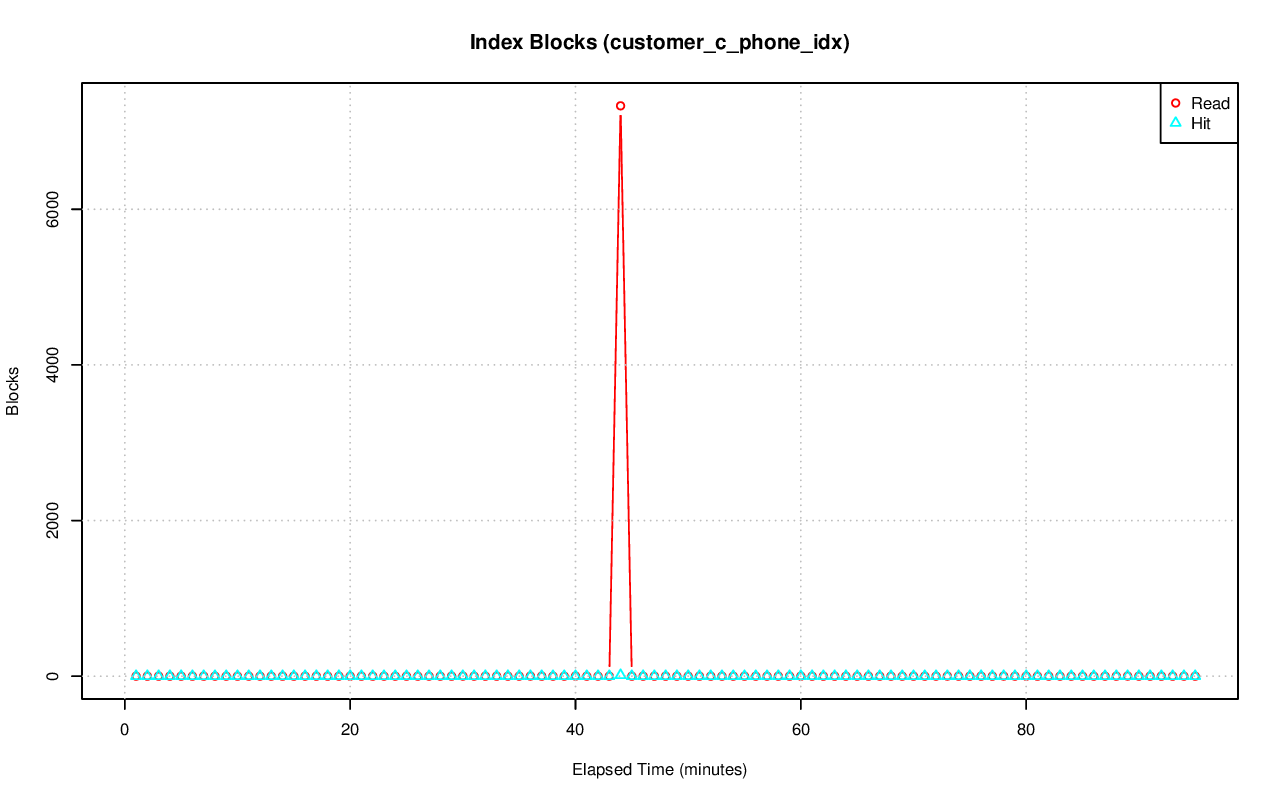 Index Blocks (customer_c_phone_idx)
Read
Hit
Blocks
6000
4000
2000
0
0 20 40 60 80
Elapsed Time (minutes)